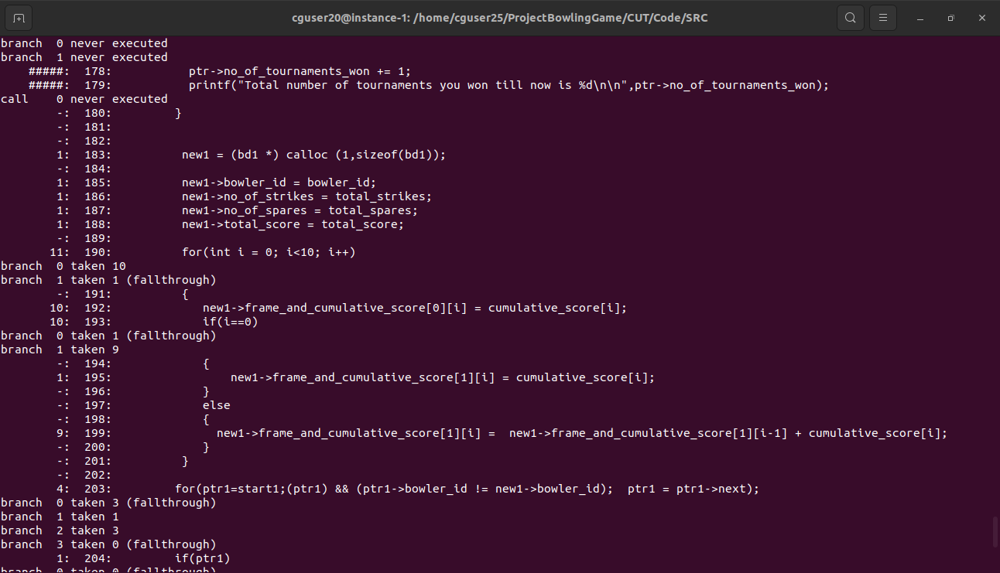 cguser20@instance-1: /home/cguser25/ProjectBowlingGame/CUT/Code/SRC
branch  0 never executed
branch  1 never executed
    #####:  178:           ptr->no_of_tournaments_won += 1;
    #####:  179:           printf("Total number of tournaments you won till now is %d\n\n",ptr->no_of_tournaments_won);
call    0 never executed
        -:  180:         }
        -:  181:
        -:  182:
        1:  183:          new1 = (bd1 *) calloc (1,sizeof(bd1));
        -:  184:
        1:  185:          new1->bowler_id = bowler_id;
        1:  186:          new1->no_of_strikes = total_strikes;
        1:  187:          new1->no_of_spares = total_spares;
        1:  188:          new1->total_score = total_score;
        -:  189:
       11:  190:          for(int i = 0; i<10; i++)
branch  0 taken 10
branch  1 taken 1 (fallthrough)
        -:  191:          {
       10:  192:             new1->frame_and_cumulative_score[0][i] = cumulative_score[i];
       10:  193:             if(i==0)
branch  0 taken 1 (fallthrough)
branch  1 taken 9
        -:  194:             {
        1:  195:                 new1->frame_and_cumulative_score[1][i] = cumulative_score[i];
        -:  196:             }
        -:  197:             else
        -:  198:             {
        9:  199:               new1->frame_and_cumulative_score[1][i] =  new1->frame_and_cumulative_score[1][i-1] + cumulative_score[i];
        -:  200:             }
        -:  201:          }
        -:  202:
        4:  203:         for(ptr1=start1;(ptr1) && (ptr1->bowler_id != new1->bowler_id);  ptr1 = ptr1->next);
branch  0 taken 3 (fallthrough)
branch  1 taken 1
branch  2 taken 3
branch  3 taken 0 (fallthrough)
        1:  204:         if(ptr1)
branch  0 taken 0 (fallthrough)